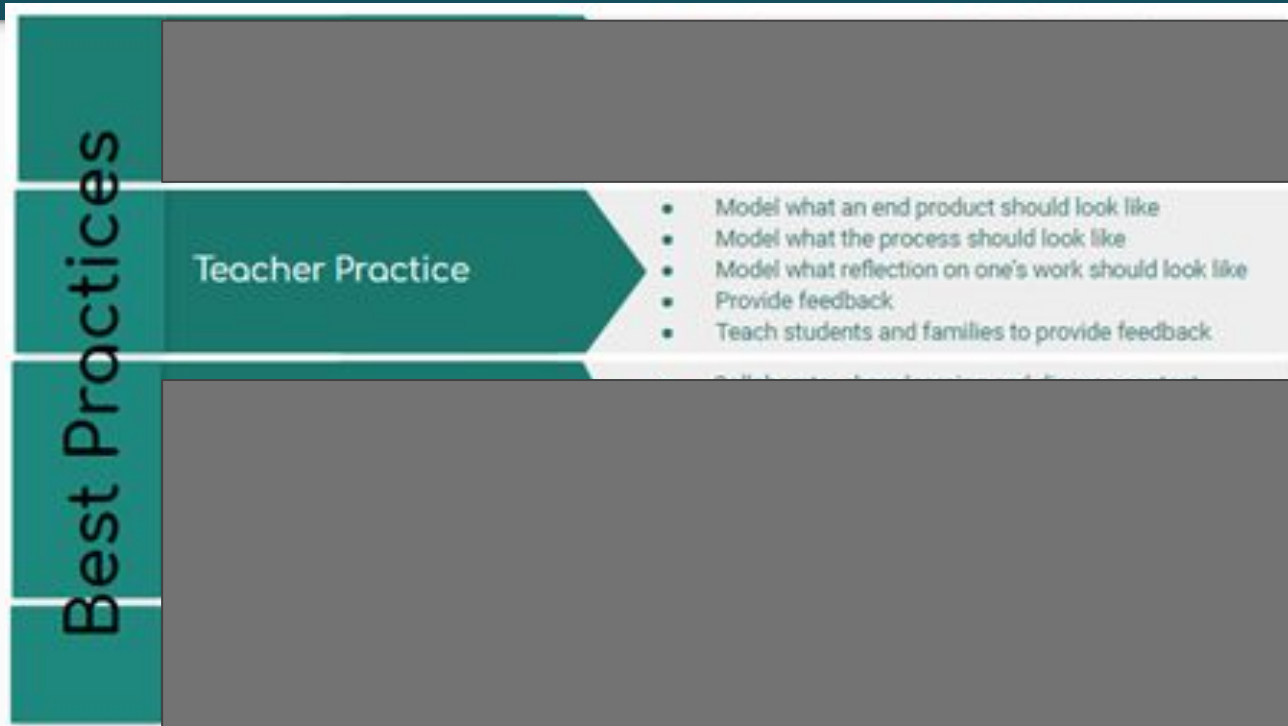 Best Practices
Teacher Practice
Model what an end product should look like
Model what the process should look like
Model what reflection on one's work should look like
Provide feedback
Teach students and families to provide feedback